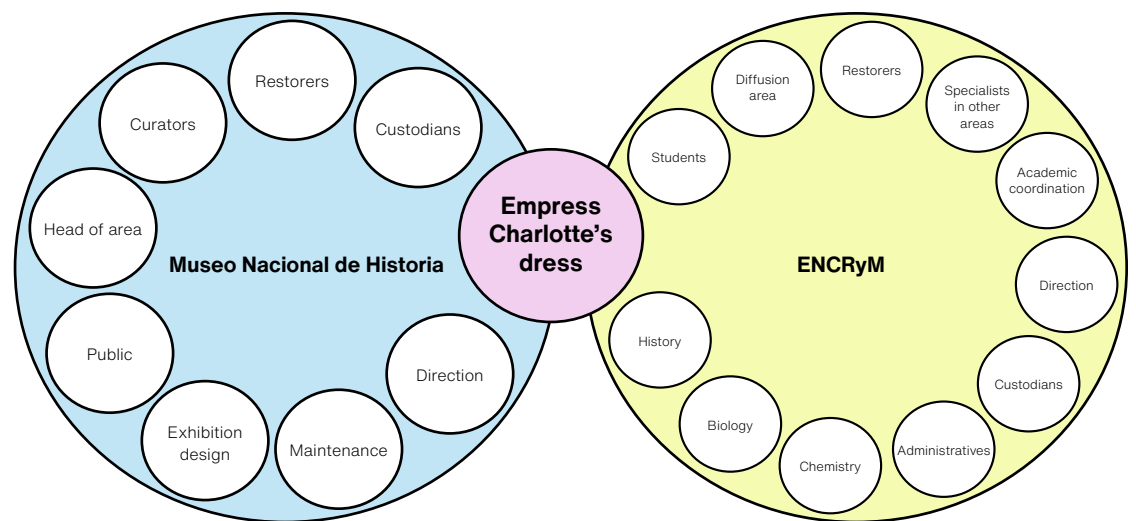 Restorers
Curators
Custodians
Head of area
Museo Nacional de Historia
Public
Direction
Exhibition
design
Maintenance
Empress
Charlotte’s
dress
Restorers
Diffusion
area
Specialists
in other
areas
Students
Academic
coordination
ENCRyM
Direction
History
Custodians
Biology
Administratives
Chemistry